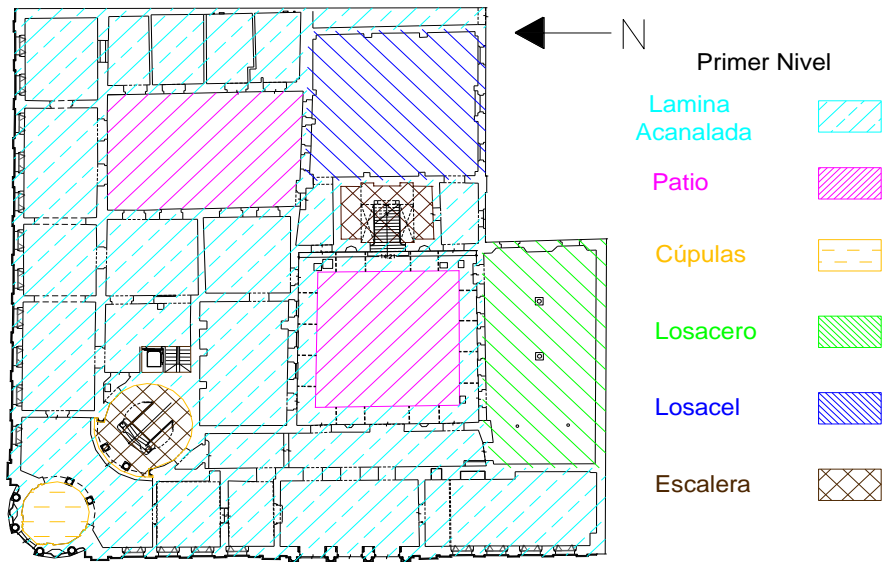 N
Primer Nivel
Lamina
Acanalada
Patio
Cúpulas
Losacero
Losacel
Escalera